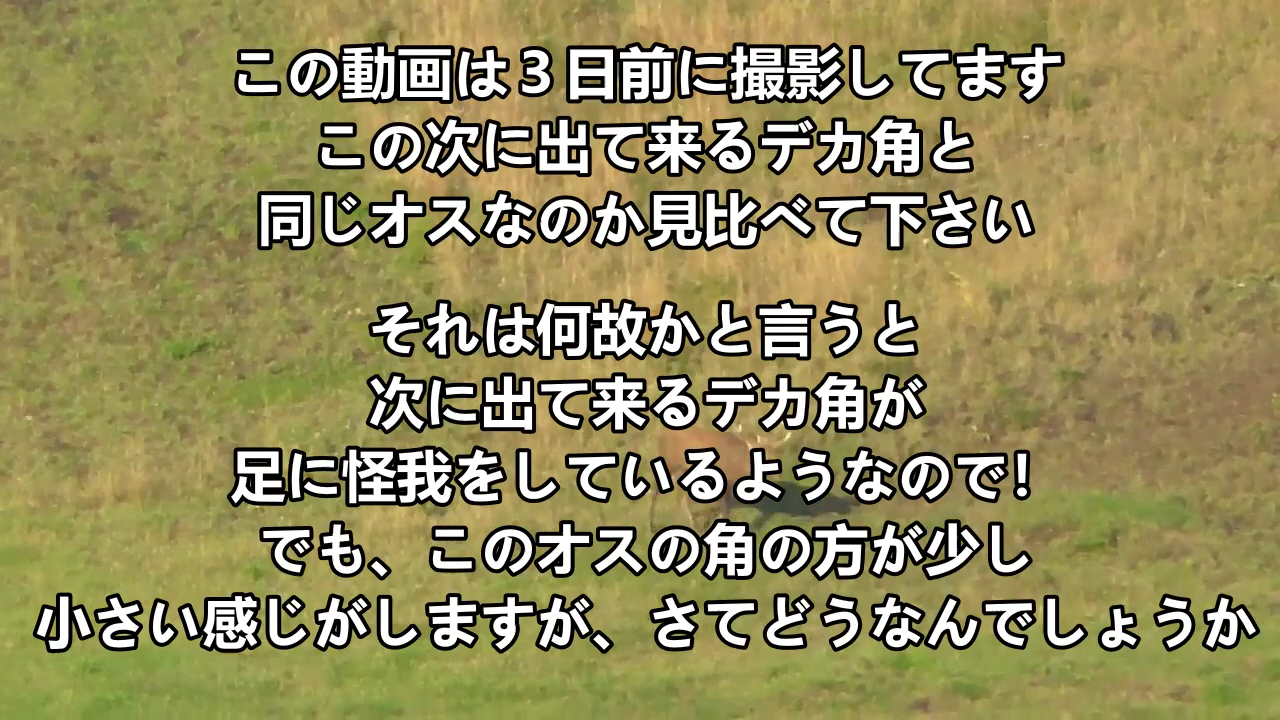 この動画は３日前に撮影してます
この次に出て来るデカ角と
同じオスなのか見比べて下さい
それは何故かと言うと
次に出て来るデカ角が
足に怪我をしているようなので!
でも、このオスの角の方が少し
小さい感じがしますが、さてどうなんでしょうか